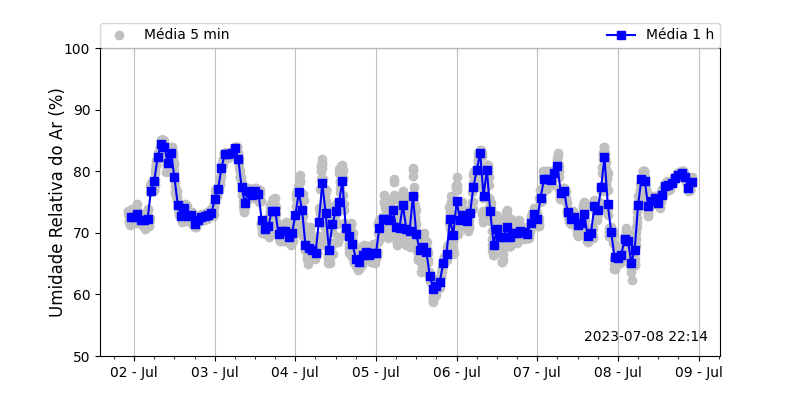 Média 5 min
Média 1 h
Umidade Relativa do Ar (%)
100
90
80
70
60
50
2023-07-08 22:14
02 - Jul
03 - Jul
04 - Jul
05 - Jul
06 - Jul
07 - Jul
08 - Jul
09 - Jul